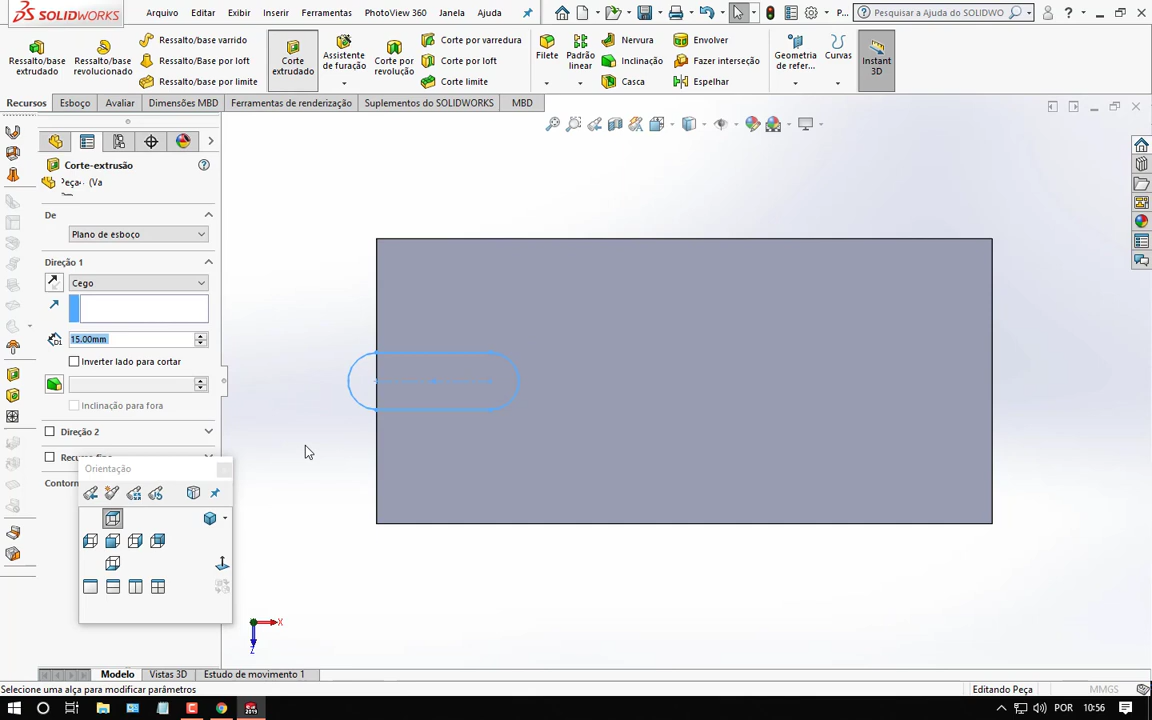 SOLIDWORKS
Arquivo
Editar
Exibir
Inserir
Ferramentas
PhotoView 360
Janela
Ajuda
P...
Pesquisar a Ajuda do SOLIDWO
Ressalto/base extrudado
Ressalto/base revolucionado
Ressalto/base varrido
Ressalto/base por loft
Ressalto/base por limite
Corte extrudado
Assistente de furação
Corte por revolução
Corte por varredura
Corte por loft
Corte limite
Filete
Padrão linear
Nervura
Inclinação
Casca
Envolver
Fazer interseção
Espelhar
Geometria de refer...
Curvas
Instant 3D
Recursos
Esboço
Avaliar
Dimensões MBD
Ferramentas de renderização
Suplementos do SOLIDWORKS
MBD
Corte-extrusão
(Va
De
Plano de esboço
Direção 1
Cego
15.00mm
Inverter lado para cortar
Inclinação para fora
Direção 2
Orientação
X
Z
Modelo
Vistas 3D
Estudo de movimento 1
Selecione uma alça para modificar parâmetros
Editando Peça
MMGS
2019
POR
10:56